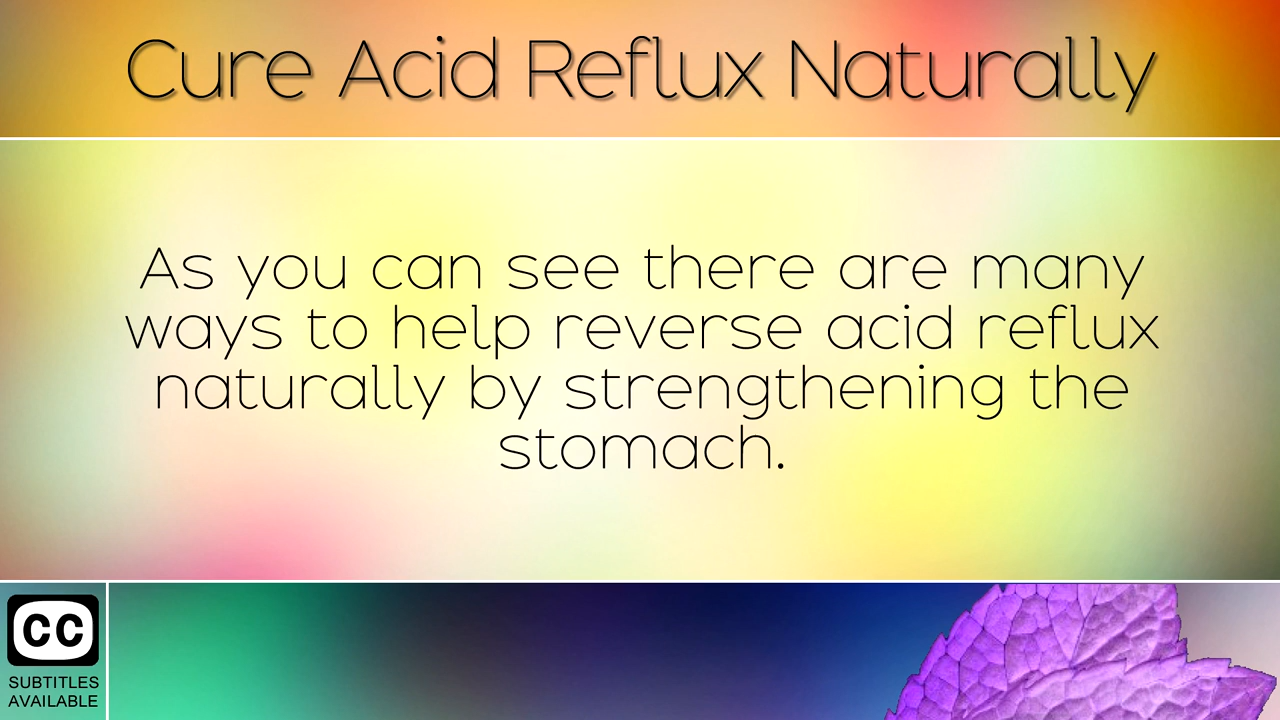 Cure Acid Reflux Naturally
As you can see there are many
ways to help reverse acid reflux
naturally by strengthening the
stomach.
CC
SUBTITLES
AVAILABLE